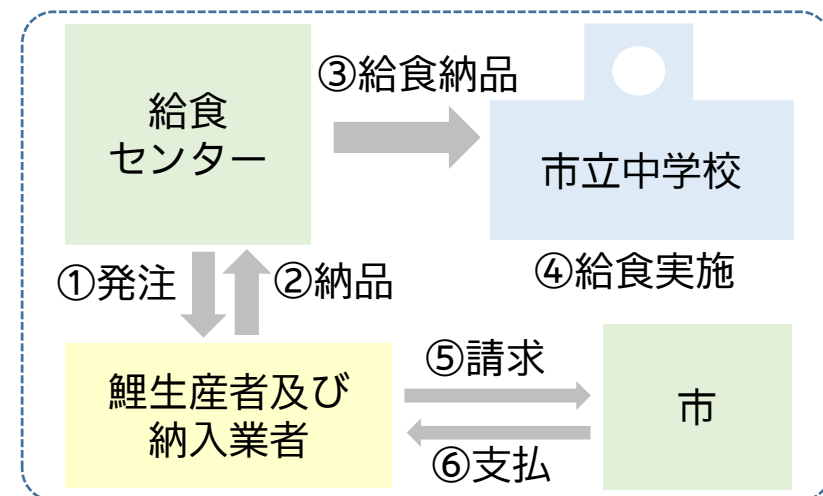 給食
センター
③給食納品
市立中学校
①発注
②納品
④給食実施
鯉生産者及び
納入業者
⑤請求
市
⑥支払